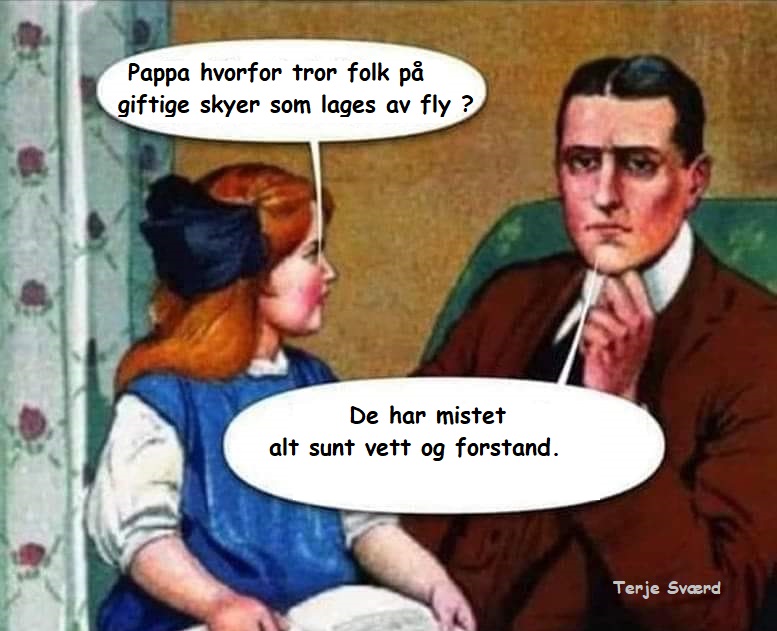 Pappa hvorfor tror folk på
giftige skyer som lages av fly ?
De har mistet
alt sunt vett og forstand.
Terje Sværd